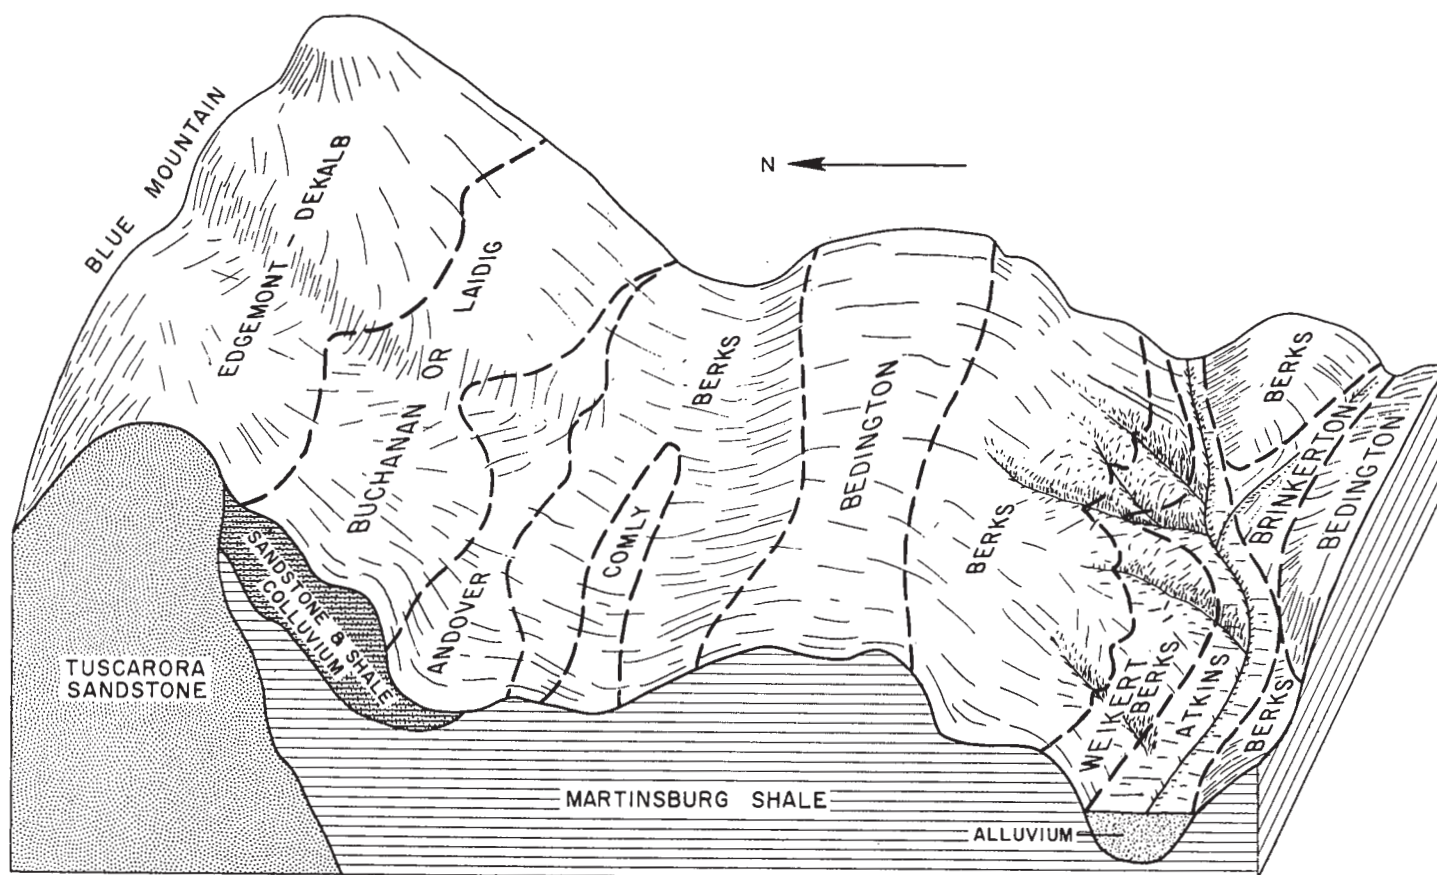 BLUE MOUNTAIN
N
EDGEMONT - DEKALB
BUCHANAN OR LAIDIG
ANDOVER
COMLY
BERKS
BEDINGTON
BERKS
WEIKERT
BERKS
ATKINS
BERKS
BERKS
BRINKERTON
BEDINGTON
SANDSTONE & SHALE
COLLUVIUM
TUSCARORA
SANDSTONE
MARTINSBURG SHALE
ALLUVIUM